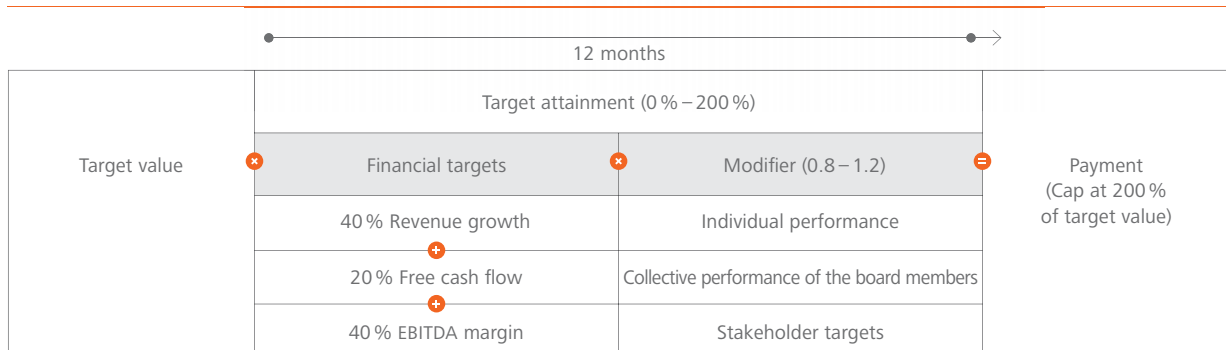 12 months
Target attainment (0 % – 200 %)
Target value
×
Financial targets
×
Modifier (0.8 – 1.2)
=
Payment
(Cap at 200 %
of target value)
40 % Revenue growth
Individual performance
+
20 % Free cash flow
Collective performance of the board members
+
40 % EBITDA margin
Stakeholder targets